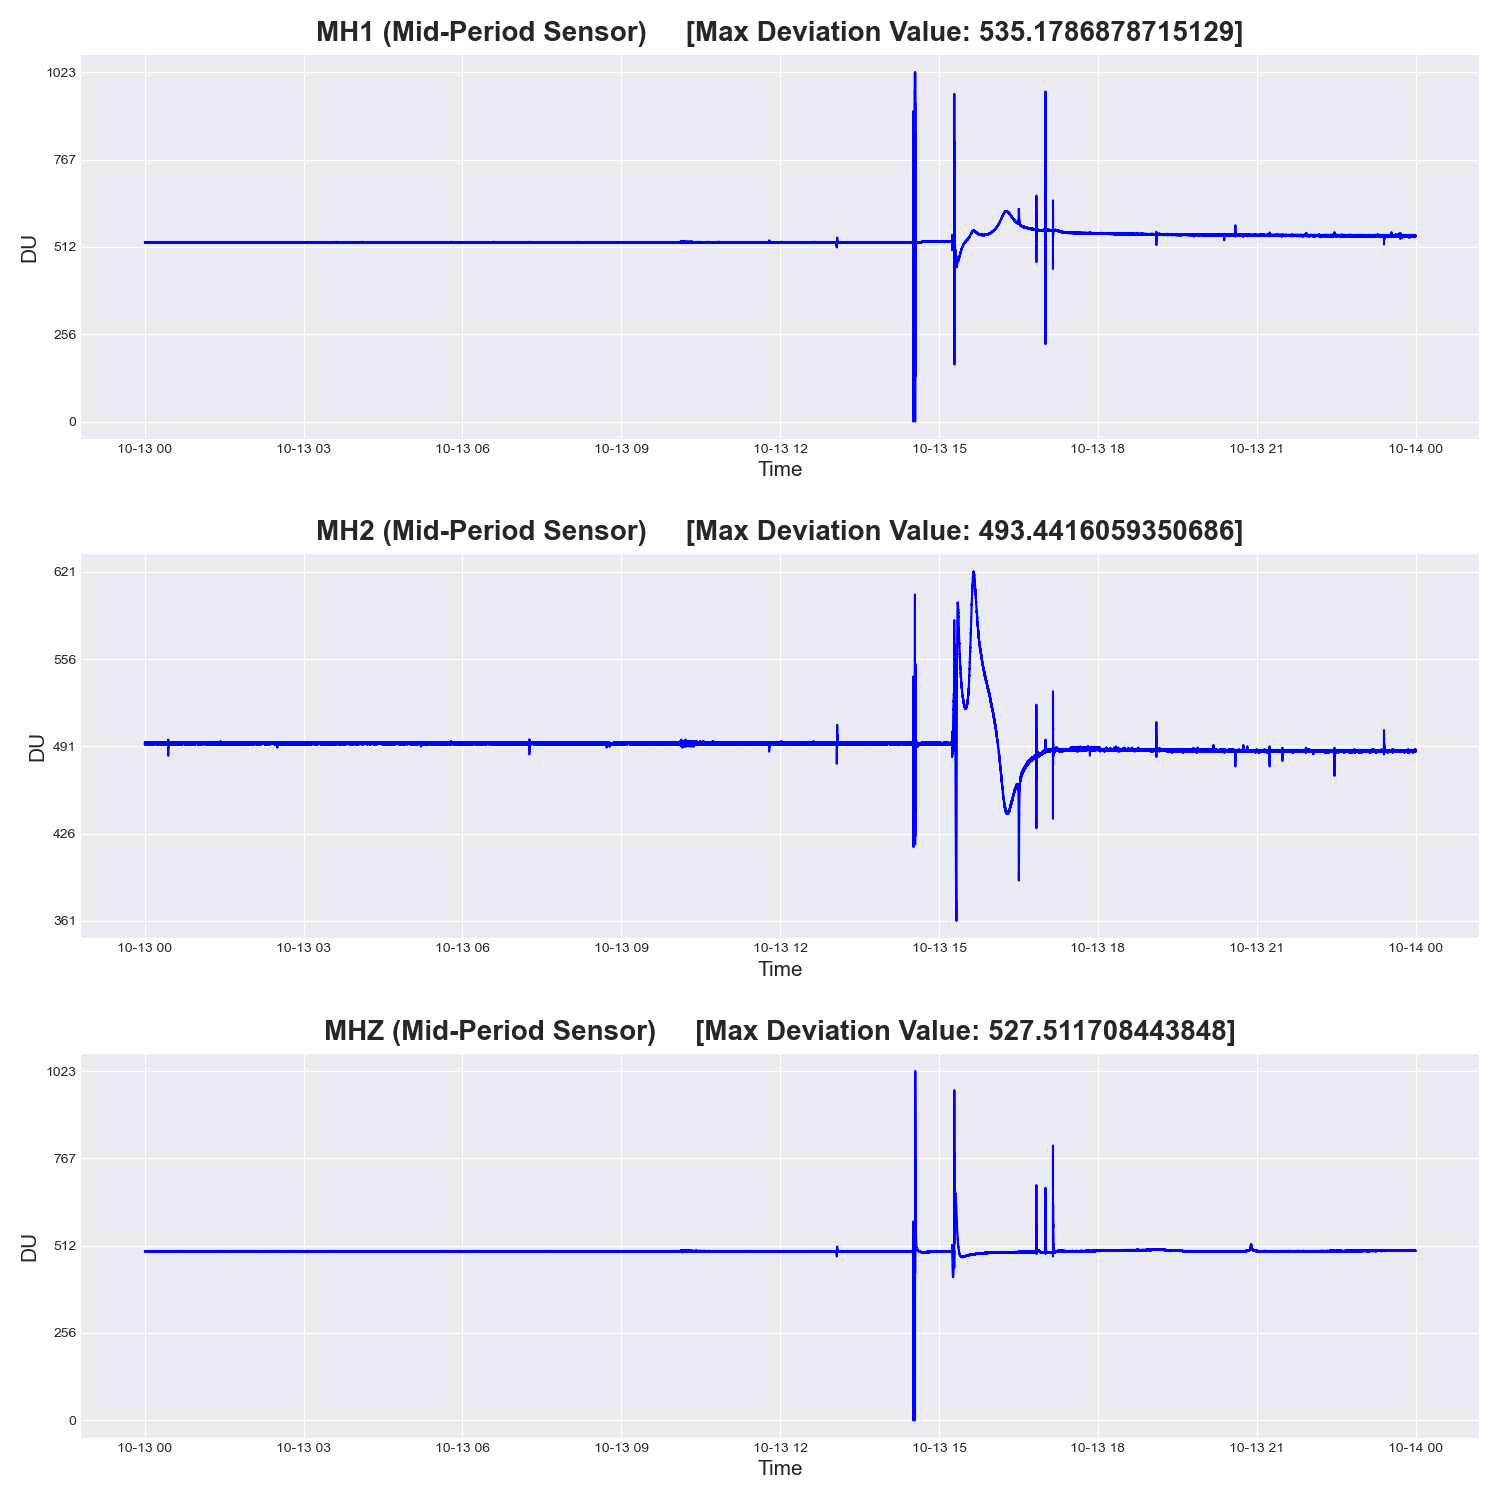 MH1 (Mid-Period Sensor) [Max Deviation Value: 535.1786878715129]
1023
767
512
256
0
DU
10-13 00 10-13 03 10-13 06 10-13 09 10-13 12 10-13 15 10-13 18 10-13 21 10-14 00
Time
MH2 (Mid-Period Sensor) [Max Deviation Value: 493.4416059350686]
621
556
491
426
361
DU
10-13 00 10-13 03 10-13 06 10-13 09 10-13 12 10-13 15 10-13 18 10-13 21 10-14 00
Time
MHZ (Mid-Period Sensor) [Max Deviation Value: 527.511708443848]
1023
767
512
256
0
DU
10-13 00 10-13 03 10-13 06 10-13 09 10-13 12 10-13 15 10-13 18 10-13 21 10-14 00
Time